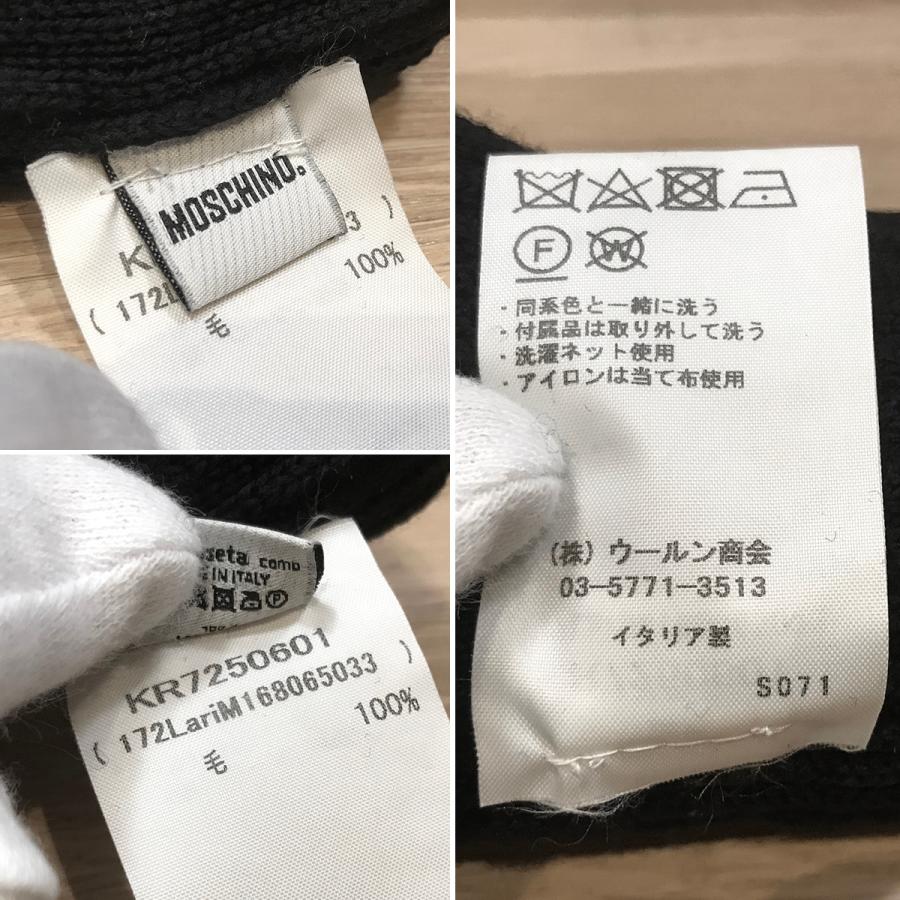 MOSCHINO.
K 3 )
( 172L 100%
毛
seta como
IN ITALY
KR7250601
( 172LariM168065033 )
100%
毛
F
W
・同系色と一緒に洗う
・付属品は取り外して洗う
・洗濯ネット使用
・アイロンは当て布使用
(株) ウールン商会
03-5771-3513
イタリア製
S071